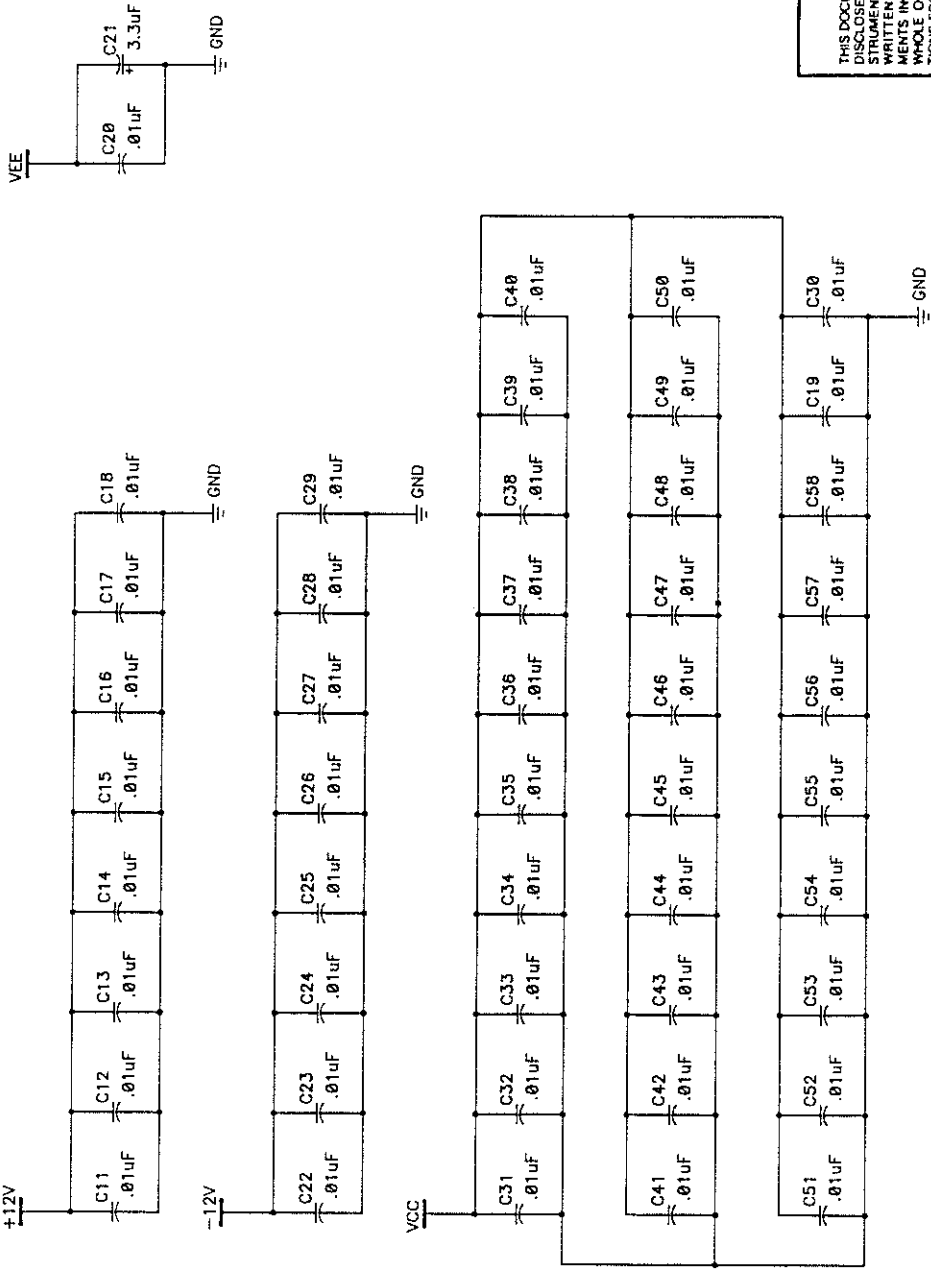 +12V
C11
.01uF
C12
.01uF
C13
.01uF
C14
.01uF
C15
.01uF
C16
.01uF
C17
.01uF
C18
.01uF
GND
-12V
C22
.01uF
C23
.01uF
C24
.01uF
C25
.01uF
C26
.01uF
C27
.01uF
C28
.01uF
C29
.01uF
GND
VEE
C20
.01uF
C21
+
3.3uF
GND
VCC
C31
.01uF
C32
.01uF
C33
.01uF
C34
.01uF
C35
.01uF
C36
.01uF
C37
.01uF
C38
.01uF
C39
.01uF
C40
.01uF
C41
.01uF
C42
.01uF
C43
.01uF
C44
.01uF
C45
.01uF
C46
.01uF
C47
.01uF
C48
.01uF
C49
.01uF
C50
.01uF
C51
.01uF
C52
.01uF
C53
.01uF
C54
.01uF
C55
.01uF
C56
.01uF
C57
.01uF
C58
.01uF
C19
.01uF
C30
.01uF
GND
THIS DOC
DISCLOSE
STRUMEN
WRITTEN
MENTS IN
WHOLE O